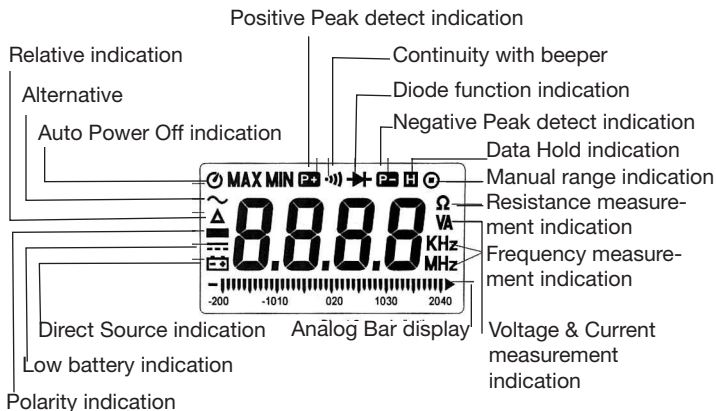 Positive Peak detect indication
Relative indication
Continuity with beeper
Alternative
Diode function indication
Auto Power Off indication
Negative Peak detect indication
Data Hold indication
Manual range indication
MAX MIN P+ P- H
Resistance measure-
ment indication
Ω
VA
8.8.8.8
KHz
MHz
Frequency measure-
ment indication
-200 -1010 020 1030 2040
Direct Source indication
Analog Bar display
Voltage & Current
measurement
indication
Low battery indication
Polarity indication